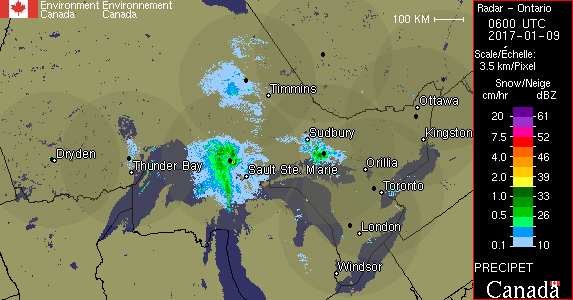 Environment Environnement
Canada Canada
Radar - Ontario
0600 UTC
2017-01-09
100 KM
Scale/Échelle:
3.5 km/Pixel
Snow/Neige
cm/hr dBZ
20 61
7.5 52
4.0 46
2.0 39
1.0 33
0.5 26
0.1 10
PRECIPET
Canada
Timmins
Ottawa
Sudbury
Kingston
Dryden
Thunder Bay
Sault Ste. Marie
Orillia
Toronto
London
Windsor